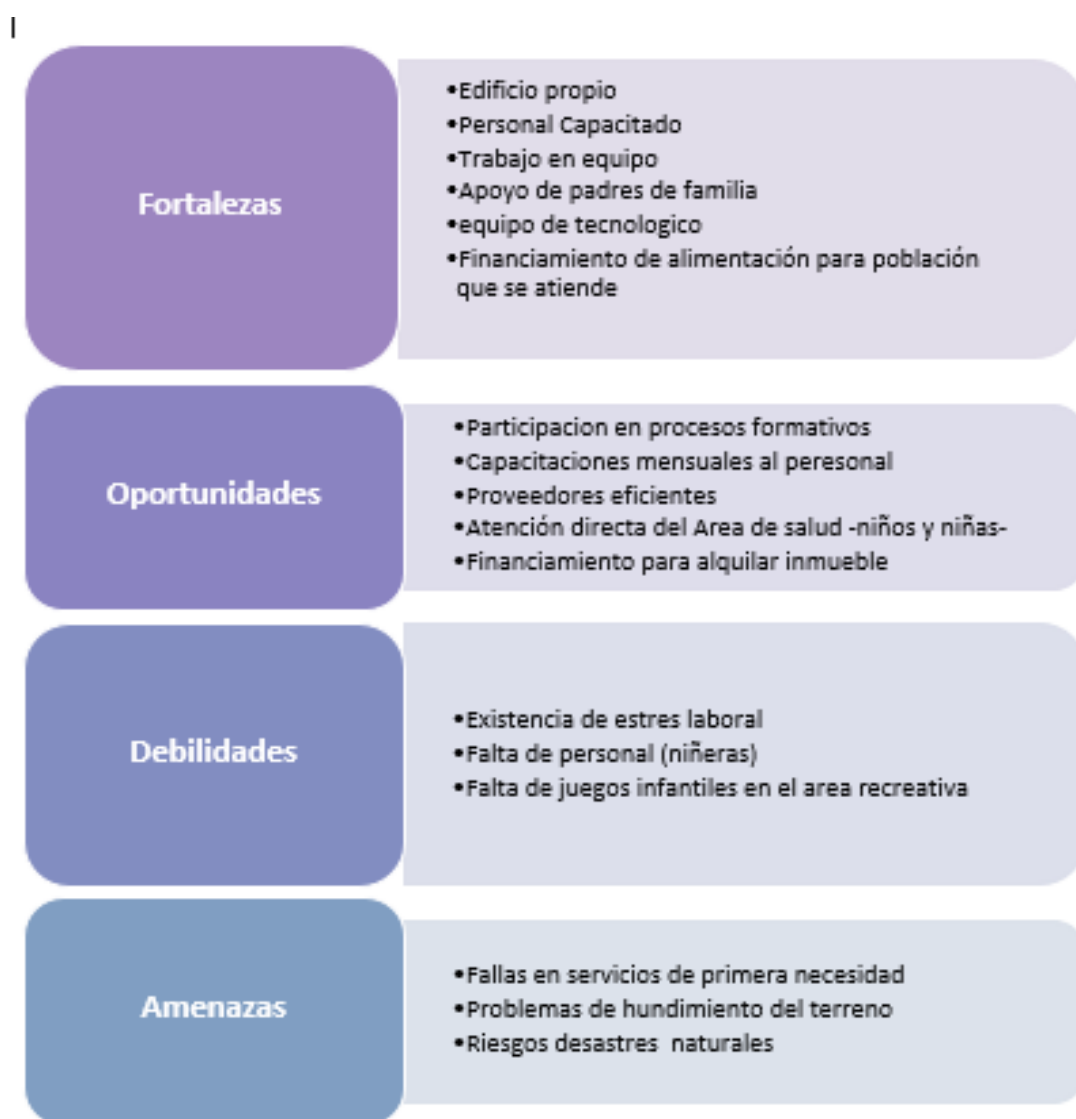 Fortalezas
•Edificio propio
•Personal Capacitado
•Trabajo en equipo
•Apoyo de padres de familia
•equipo de tecnologico
•Financiamiento de alimentación para población
que se atiende
Oportunidades
•Participacion en procesos formativos
•Capacitaciones mensuales al peresonal
•Proveedores eficientes
•Atención directa del Area de salud -niños y niñas-
•Financiamiento para alquilar inmueble
Debilidades
•Existencia de estres laboral
•Falta de personal (niñeras)
•Falta de juegos infantiles en el area recreativa
Amenazas
•Fallas en servicios de primera necesidad
•Problemas de hundimiento del terreno
•Riesgos desastres  naturales